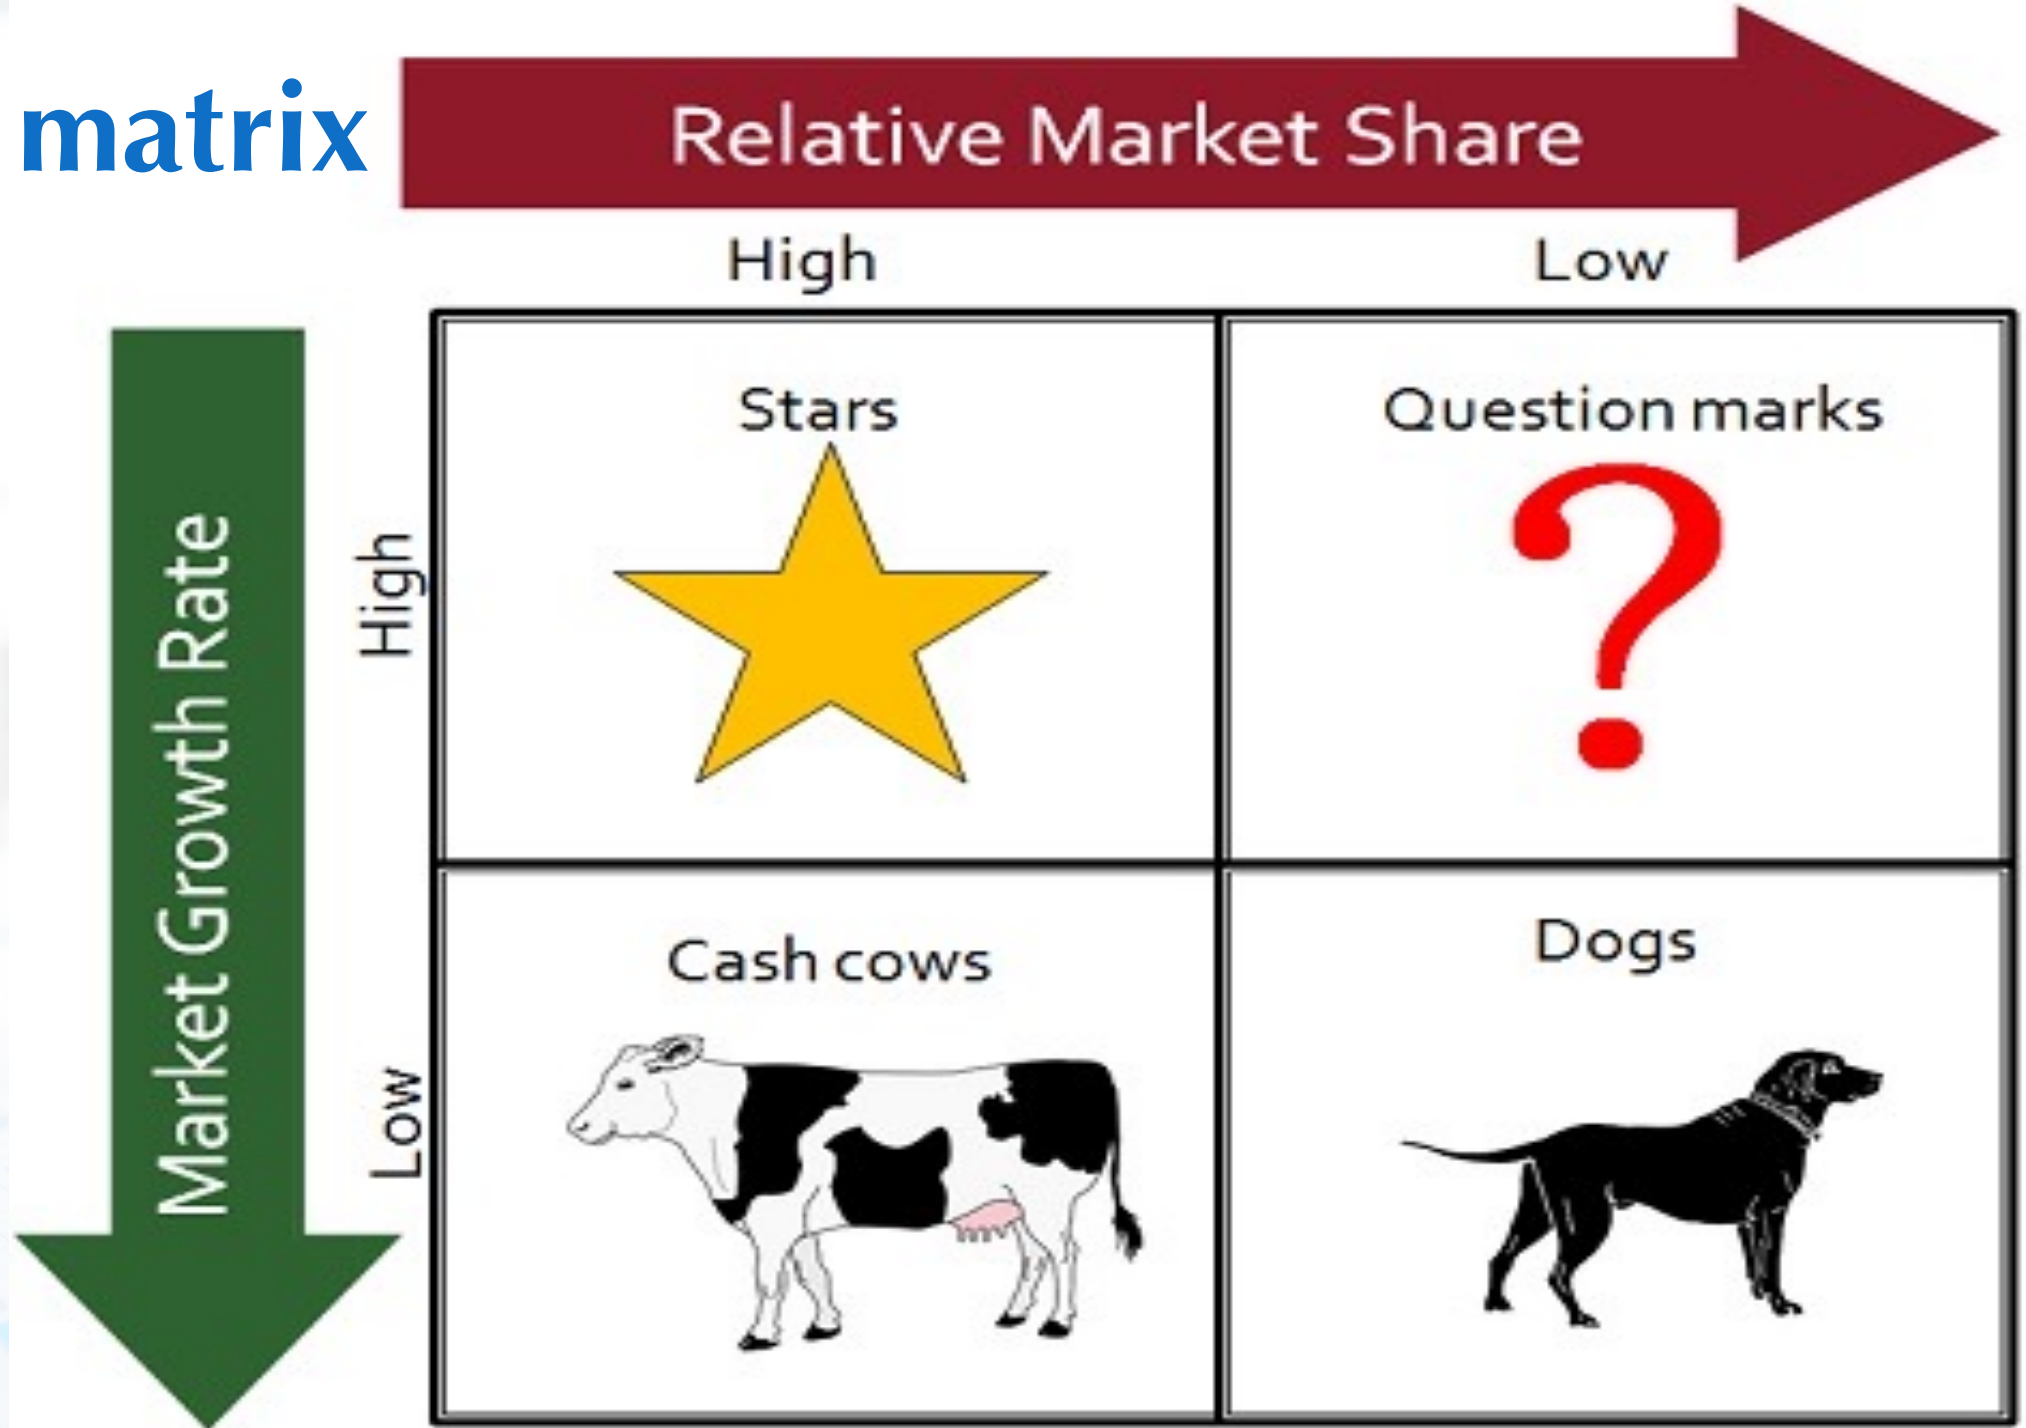 matrix
Relative Market Share
High
Low
Market Growth Rate
High
Stars
Question marks
Low
Cash cows
Dogs